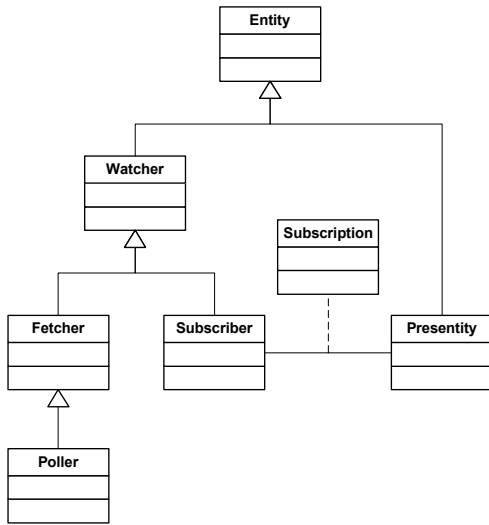 Entity
Watcher
Subscription
Fetcher
Subscriber
Presentity
Poller